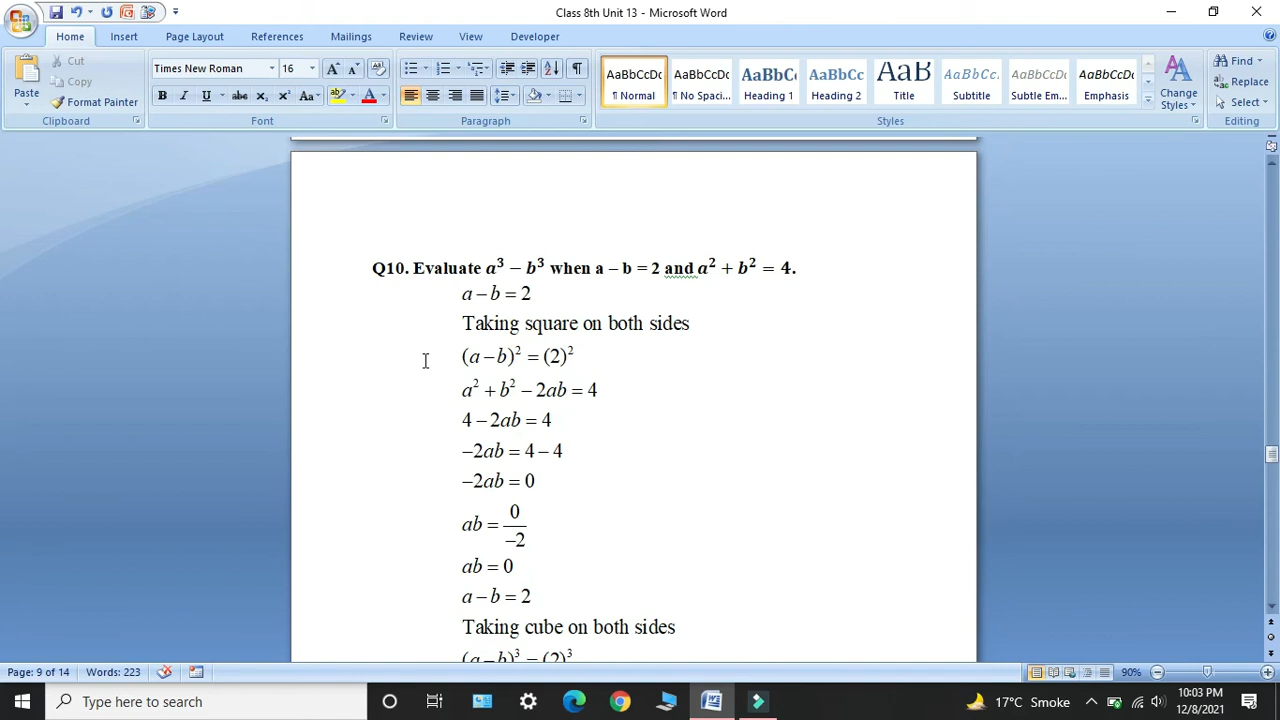 Class 8th Unit 13 - Microsoft Word
Home Insert Page Layout References Mailings Review View Developer
Paste
Cut
Copy
Format Painter
Clipboard
Times New Roman 16
Font
Paragraph
AaBbCcDc AaBbCcDc AaBbCc AaBbCc AaB AaBbCc AaBbCcDc AaBbCcDc
¶ Normal ¶ No Spaci... Heading 1 Heading 2 Title Subtitle Subtle Em... Emphasis
Change Styles
Styles
Find
Replace
Select
Editing
Q10. Evaluate a³ − b³ when a – b = 2 and a² + b² = 4.
a − b = 2
Taking square on both sides
(a − b)² = (2)²
a² + b² − 2ab = 4
4 − 2ab = 4
−2ab = 4 − 4
−2ab = 0
ab = 0/−2
ab = 0
a − b = 2
Taking cube on both sides
(a − b)³ = (2)³
Page: 9 of 14 Words: 223 90%
Type here to search
17°C Smoke
10:03 PM
12/8/2021